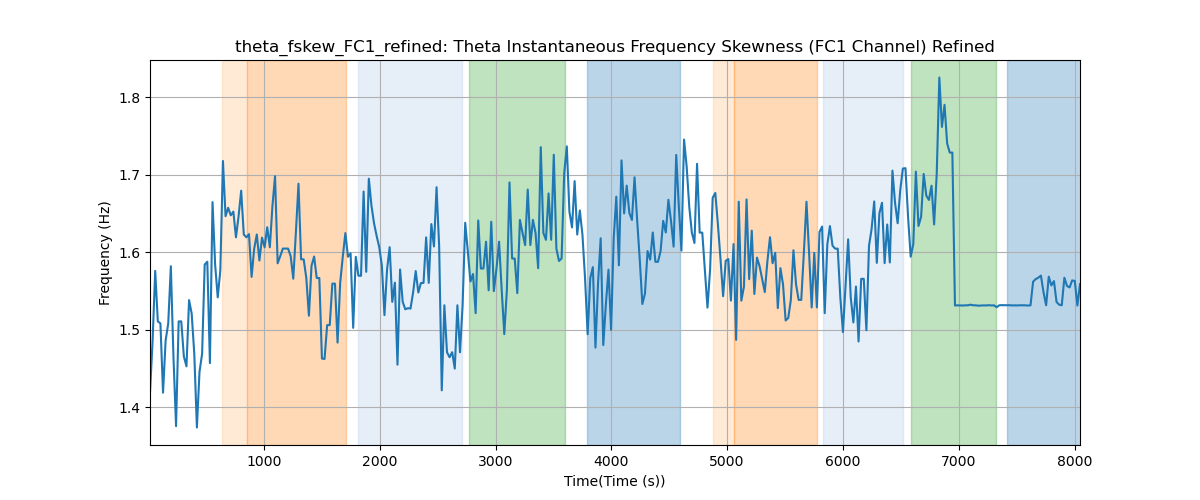 theta_fskew_FC1_refined: Theta Instantaneous Frequency Skewness (FC1 Channel) Refined
Frequency (Hz)
1.8
1.7
1.6
1.5
1.4
1000 2000 3000 4000 5000 6000 7000 8000
Time(Time (s))